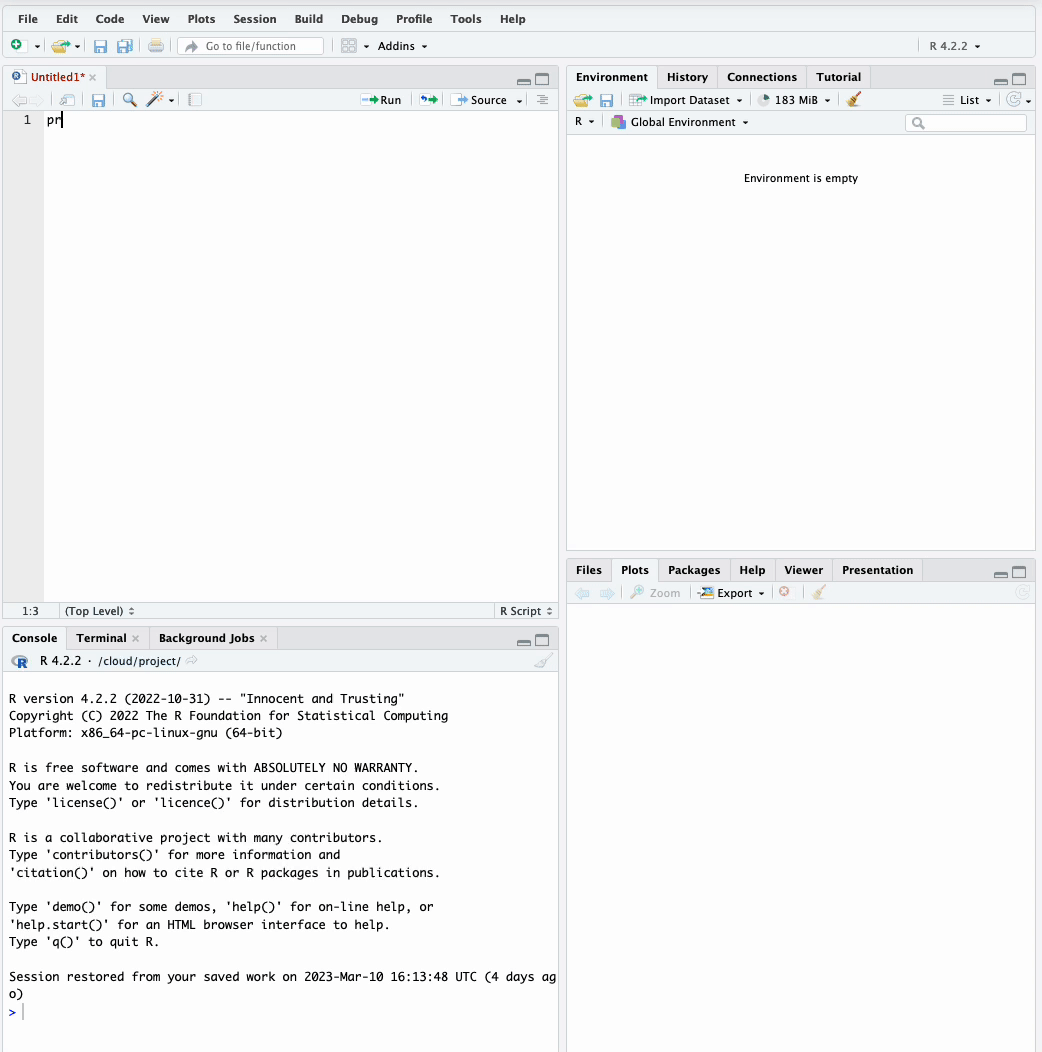 File Edit Code View Plots Session Build Debug Profile Tools Help
Go to file/function Addins R 4.2.2
Untitled1*
Run Source
1 pr
1:3 (Top Level) R Script
Console Terminal Background Jobs
R 4.2.2 · /cloud/project/
R version 4.2.2 (2022-10-31) -- "Innocent and Trusting"
Copyright (C) 2022 The R Foundation for Statistical Computing
Platform: x86_64-pc-linux-gnu (64-bit)
R is free software and comes with ABSOLUTELY NO WARRANTY.
You are welcome to redistribute it under certain conditions.
Type 'license()' or 'licence()' for distribution details.
R is a collaborative project with many contributors.
Type 'contributors()' for more information and
'citation()' on how to cite R or R packages in publications.
Type 'demo()' for some demos, 'help()' for on-line help, or
'help.start()' for an HTML browser interface to help.
Type 'q()' to quit R.
Session restored from your saved work on 2023-Mar-10 16:13:48 UTC (4 days ag
o)
>
Environment History Connections Tutorial
Import Dataset 183 MiB List
R Global Environment
Environment is empty
Files Plots Packages Help Viewer Presentation
Zoom Export